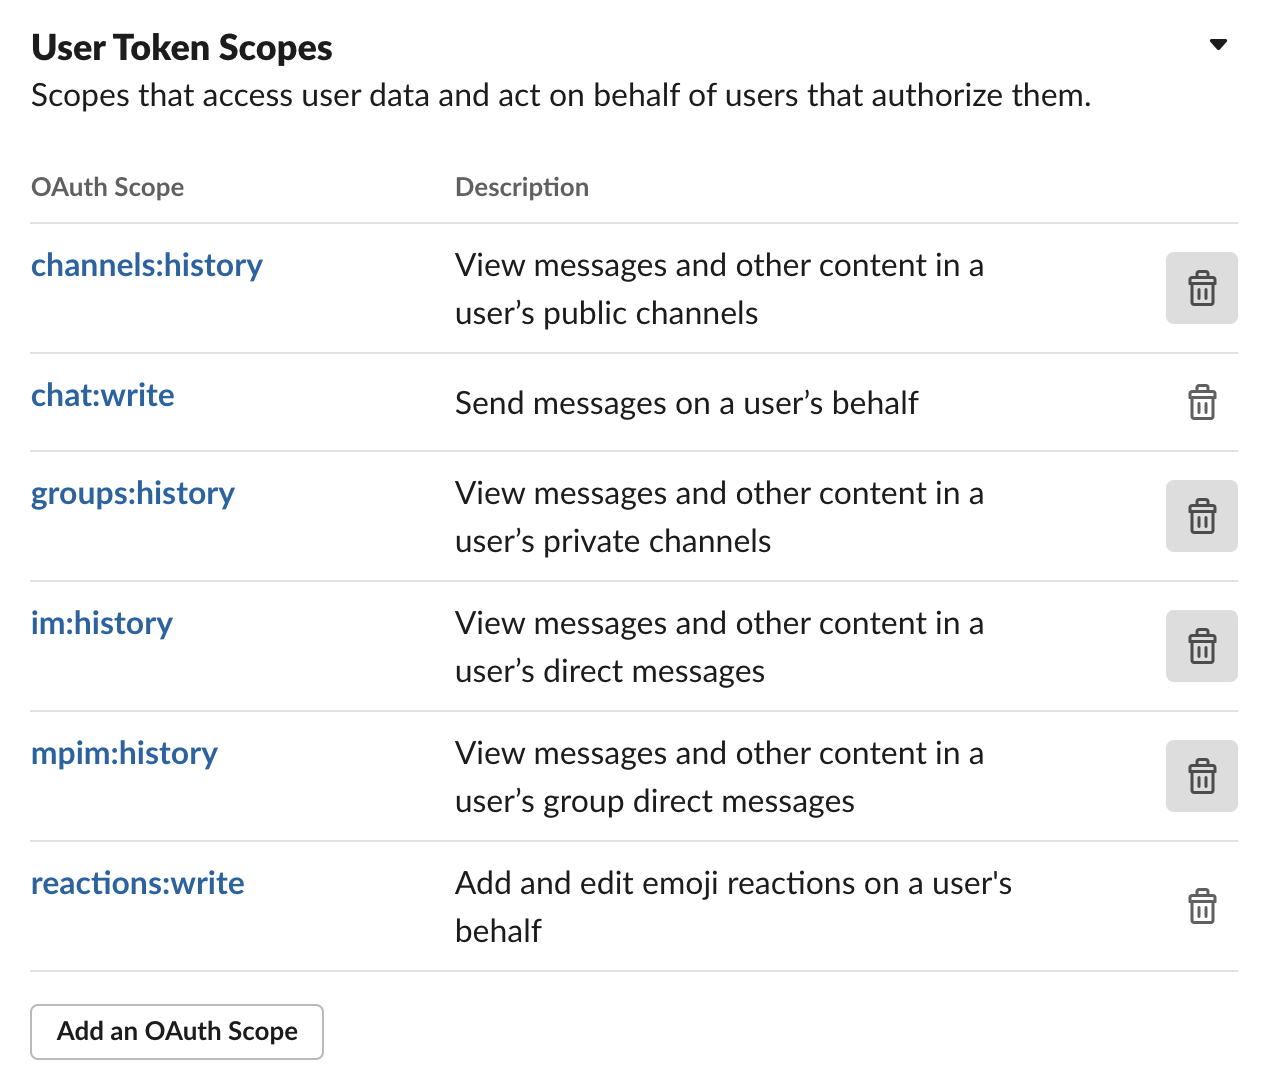 User Token Scopes
Scopes that access user data and act on behalf of users that authorize them.
OAuth Scope Description
channels:history View messages and other content in a
user’s public channels
chat:write Send messages on a user’s behalf
groups:history View messages and other content in a
user’s private channels
im:history View messages and other content in a
user’s direct messages
mpim:history View messages and other content in a
user’s group direct messages
reactions:write Add and edit emoji reactions on a user's
behalf
Add an OAuth Scope